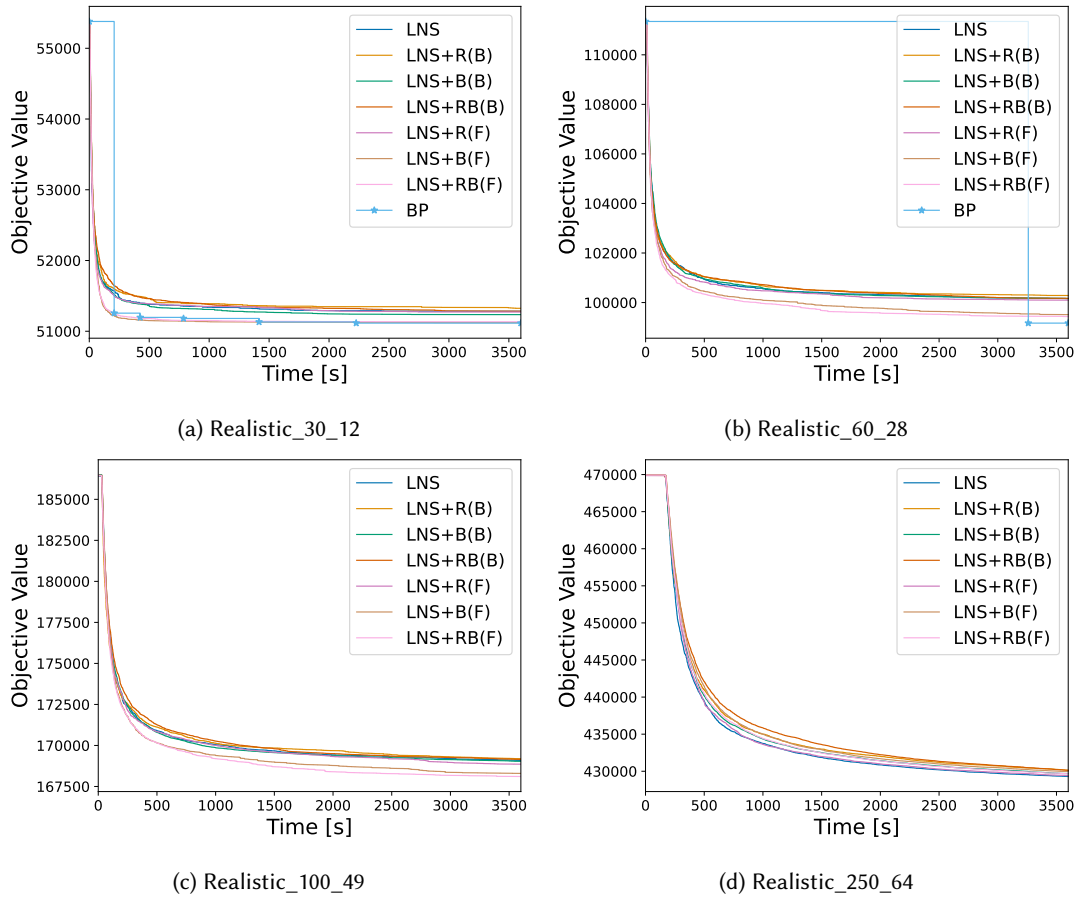 Objective Value
55000
54000
53000
52000
51000
0
500
1000
1500
2000
2500
3000
3500
Time [s]
LNS
LNS+R(B)
LNS+B(B)
LNS+RB(B)
LNS+R(F)
LNS+B(F)
LNS+RB(F)
BP
(a) Realistic_30_12
Objective Value
110000
108000
106000
104000
102000
100000
0
500
1000
1500
2000
2500
3000
3500
Time [s]
LNS
LNS+R(B)
LNS+B(B)
LNS+RB(B)
LNS+R(F)
LNS+B(F)
LNS+RB(F)
BP
(b) Realistic_60_28
Objective Value
185000
182500
180000
177500
175000
172500
170000
167500
0
500
1000
1500
2000
2500
3000
3500
Time [s]
LNS
LNS+R(B)
LNS+B(B)
LNS+RB(B)
LNS+R(F)
LNS+B(F)
LNS+RB(F)
(c) Realistic_100_49
Objective Value
470000
465000
460000
455000
450000
445000
440000
435000
430000
0
500
1000
1500
2000
2500
3000
3500
Time [s]
LNS
LNS+R(B)
LNS+B(B)
LNS+RB(B)
LNS+R(F)
LNS+B(F)
LNS+RB(F)
(d) Realistic_250_64